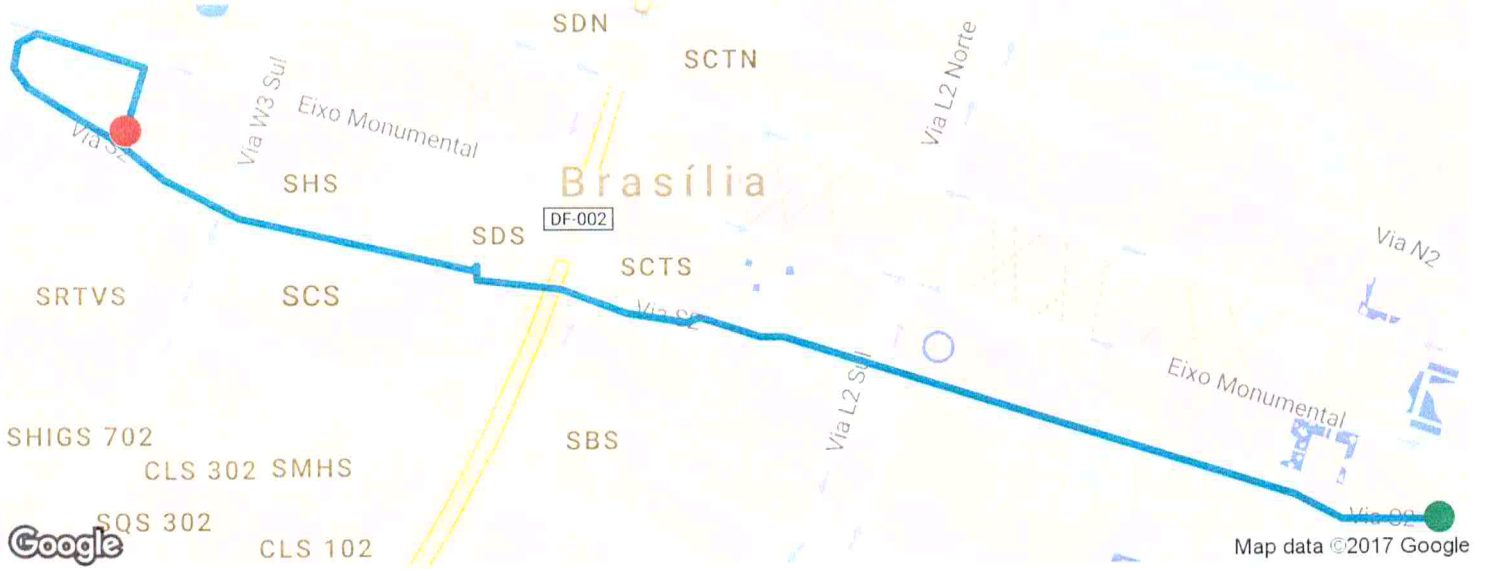 SDN
SCTN
Via L2 Norte
Via W3 Sul
Eixo Monumental
Via S2
SHS
Brasília
DF-002
SDS
SCTS
Via N2
SRTVS
SCS
Via S2
Via L2 Sul
Eixo Monumental
SHIGS 702
SBS
CLS 302 SMHS
SQS 302
Via S2
CLS 102
Google
Map data ©2017 Google